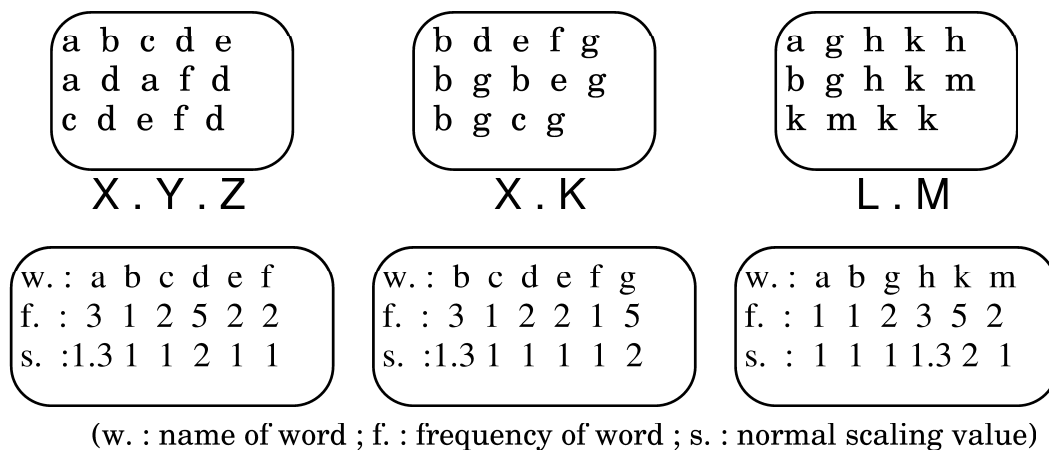 a b c d e
a d a f d
c d e f d
X . Y . Z
b d e f g
b g b e g
b g c g
X . K
a g h k h
b g h k m
k m k k
L . M
w. : a b c d e f
f. : 3 1 2 5 2 2
s. :1.3 1 1 2 1 1
w. : b c d e f g
f. : 3 1 2 2 1 5
s. :1.3 1 1 1 1 2
w. : a b g h k m
f. : 1 1 2 3 5 2
s. : 1 1 1 1.3 2 1
(w. : name of word ; f. : frequency of word ; s. : normal scaling value)